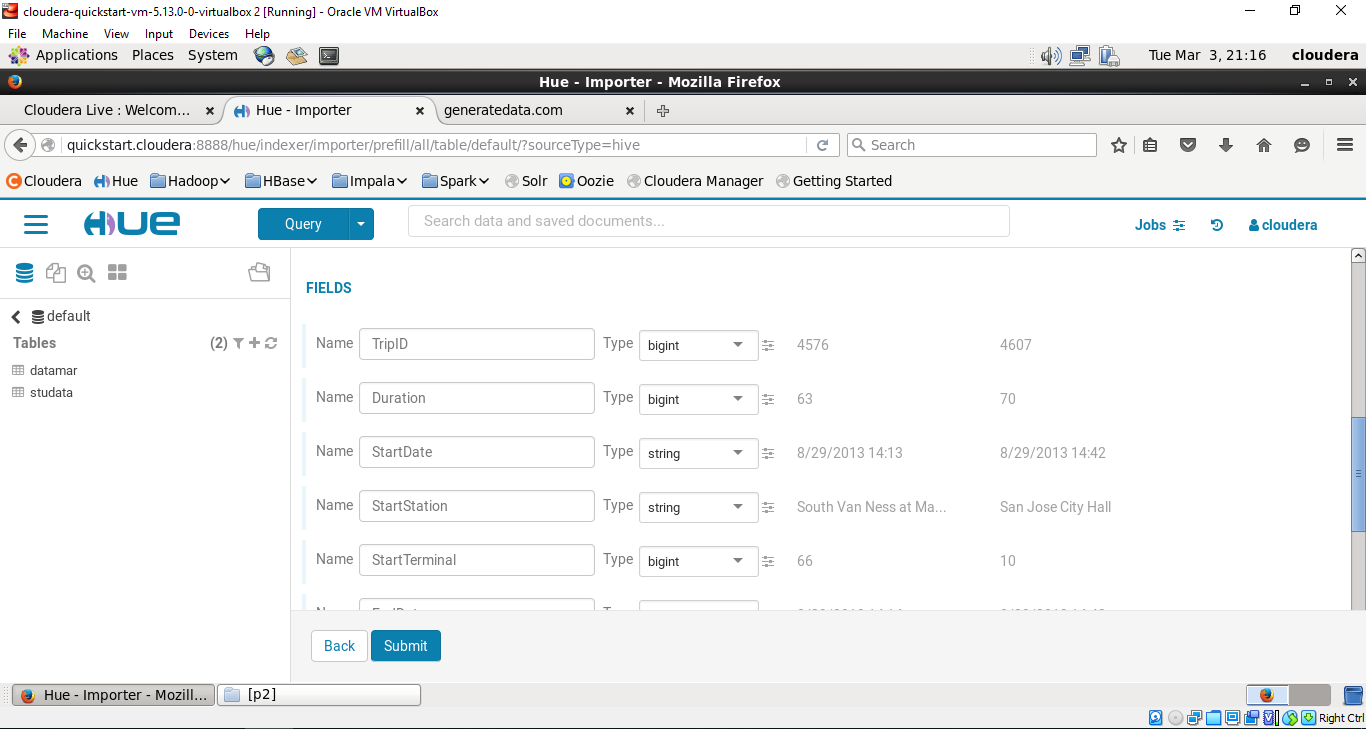 cloudera-quickstart-vm-5.13.0-0-virtualbox 2 [Running] - Oracle VM VirtualBox
File Machine View Input Devices Help
Applications Places System Tue Mar 3, 21:16 cloudera
Hue - Importer - Mozilla Firefox
Cloudera Live : Welcom... Hue - Importer generatedata.com
quickstart.cloudera:8888/hue/indexer/importer/prefill/all/table/default/?sourceType=hive Search
Cloudera Hue Hadoop HBase Impala Spark Solr Oozie Cloudera Manager Getting Started
HUE Query Search data and saved documents... Jobs cloudera
default
Tables (2)
datamar
studata
FIELDS
Name TripID Type bigint 4576 4607
Name Duration Type bigint 63 70
Name StartDate Type string 8/29/2013 14:13 8/29/2013 14:42
Name StartStation Type string South Van Ness at Ma... San Jose City Hall
Name StartTerminal Type bigint 66 10
Back Submit
Hue - Importer - Mozill... [p2]
Right Ctrl